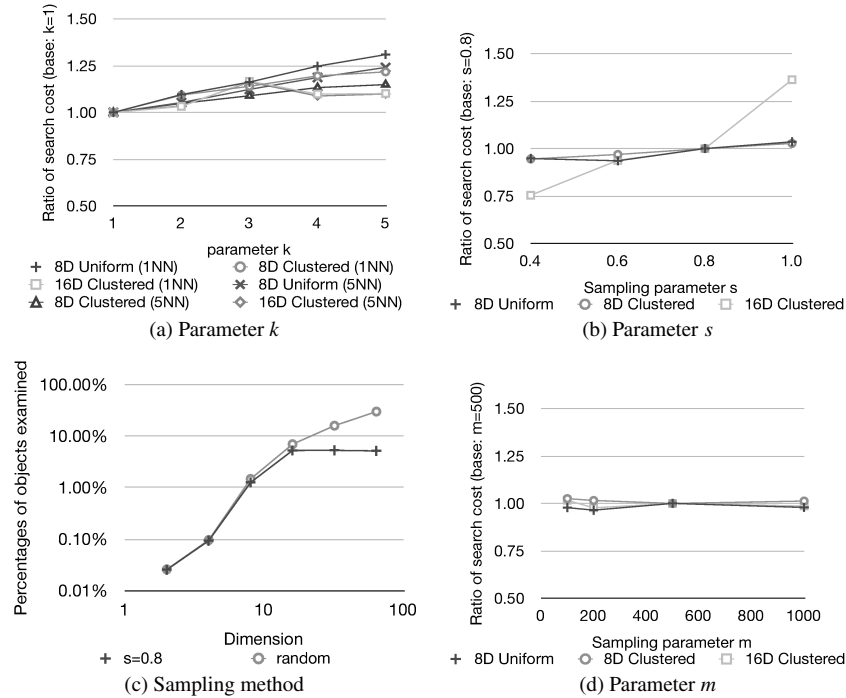 Ratio of search cost (base: k=1)
1.50
1.25
1.00
0.75
0.50
1 2 3 4 5
parameter k
8D Uniform (1NN) 8D Clustered (1NN)
16D Clustered (1NN) 8D Uniform (5NN)
8D Clustered (5NN) 16D Clustered (5NN)
(a) Parameter k
Ratio of search cost (base: s=0.8)
1.50
1.25
1.00
0.75
0.50
0.4 0.6 0.8 1.0
Sampling parameter s
8D Uniform 8D Clustered 16D Clustered
(b) Parameter s
Percentages of objects examined
100.00%
10.00%
1.00%
0.10%
0.01%
1 10 100
Dimension
s=0.8 random
(c) Sampling method
Ratio of search cost (base: m=500)
1.50
1.25
1.00
0.75
0.50
0 200 400 600 800 1000
Sampling parameter m
8D Uniform 8D Clustered 16D Clustered
(d) Parameter m